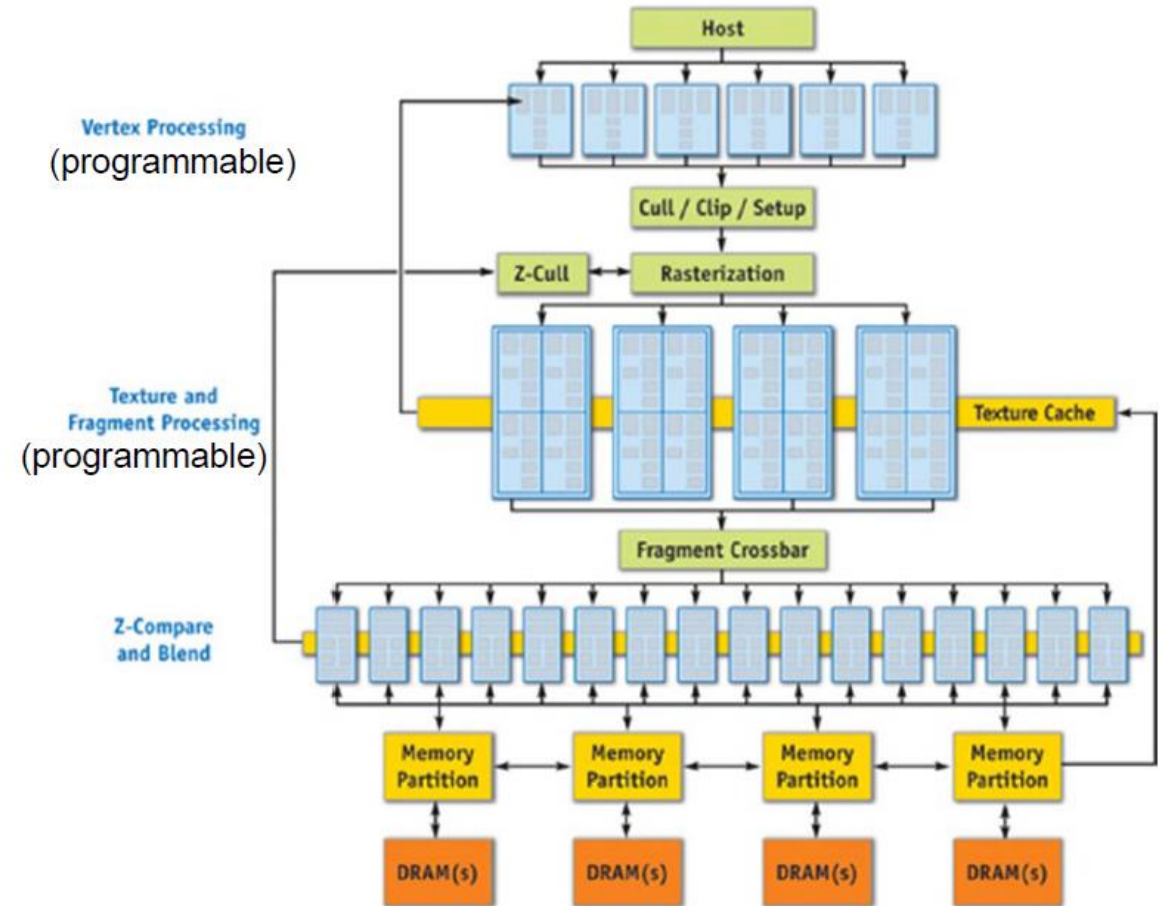 Host
Vertex Processing
(programmable)
Cull / Clip / Setup
Z-Cull
Rasterization
Texture and
Fragment Processing
(programmable)
Texture Cache
Fragment Crossbar
Z-Compare
and Blend
Memory
Partition
Memory
Partition
Memory
Partition
Memory
Partition
DRAM(s)
DRAM(s)
DRAM(s)
DRAM(s)